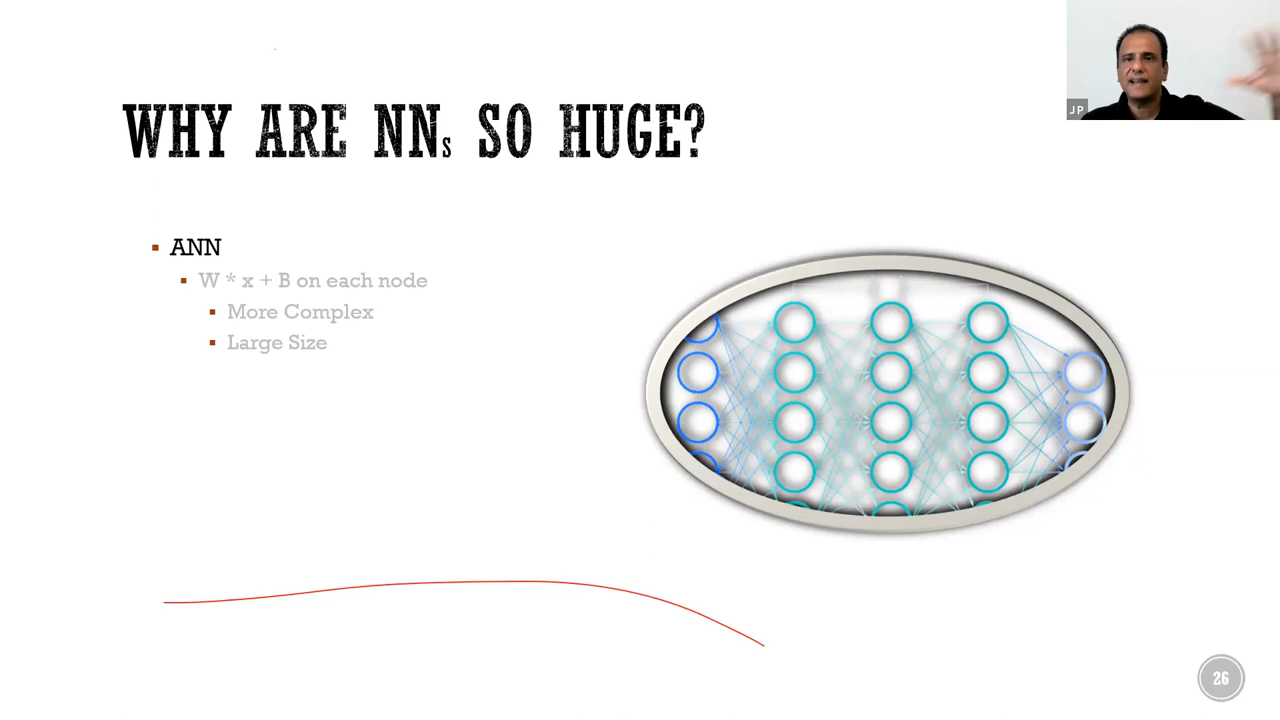 JP
WHY ARE NNs SO HUGE?
ANN
W * x + B on each node
More Complex
Large Size
26